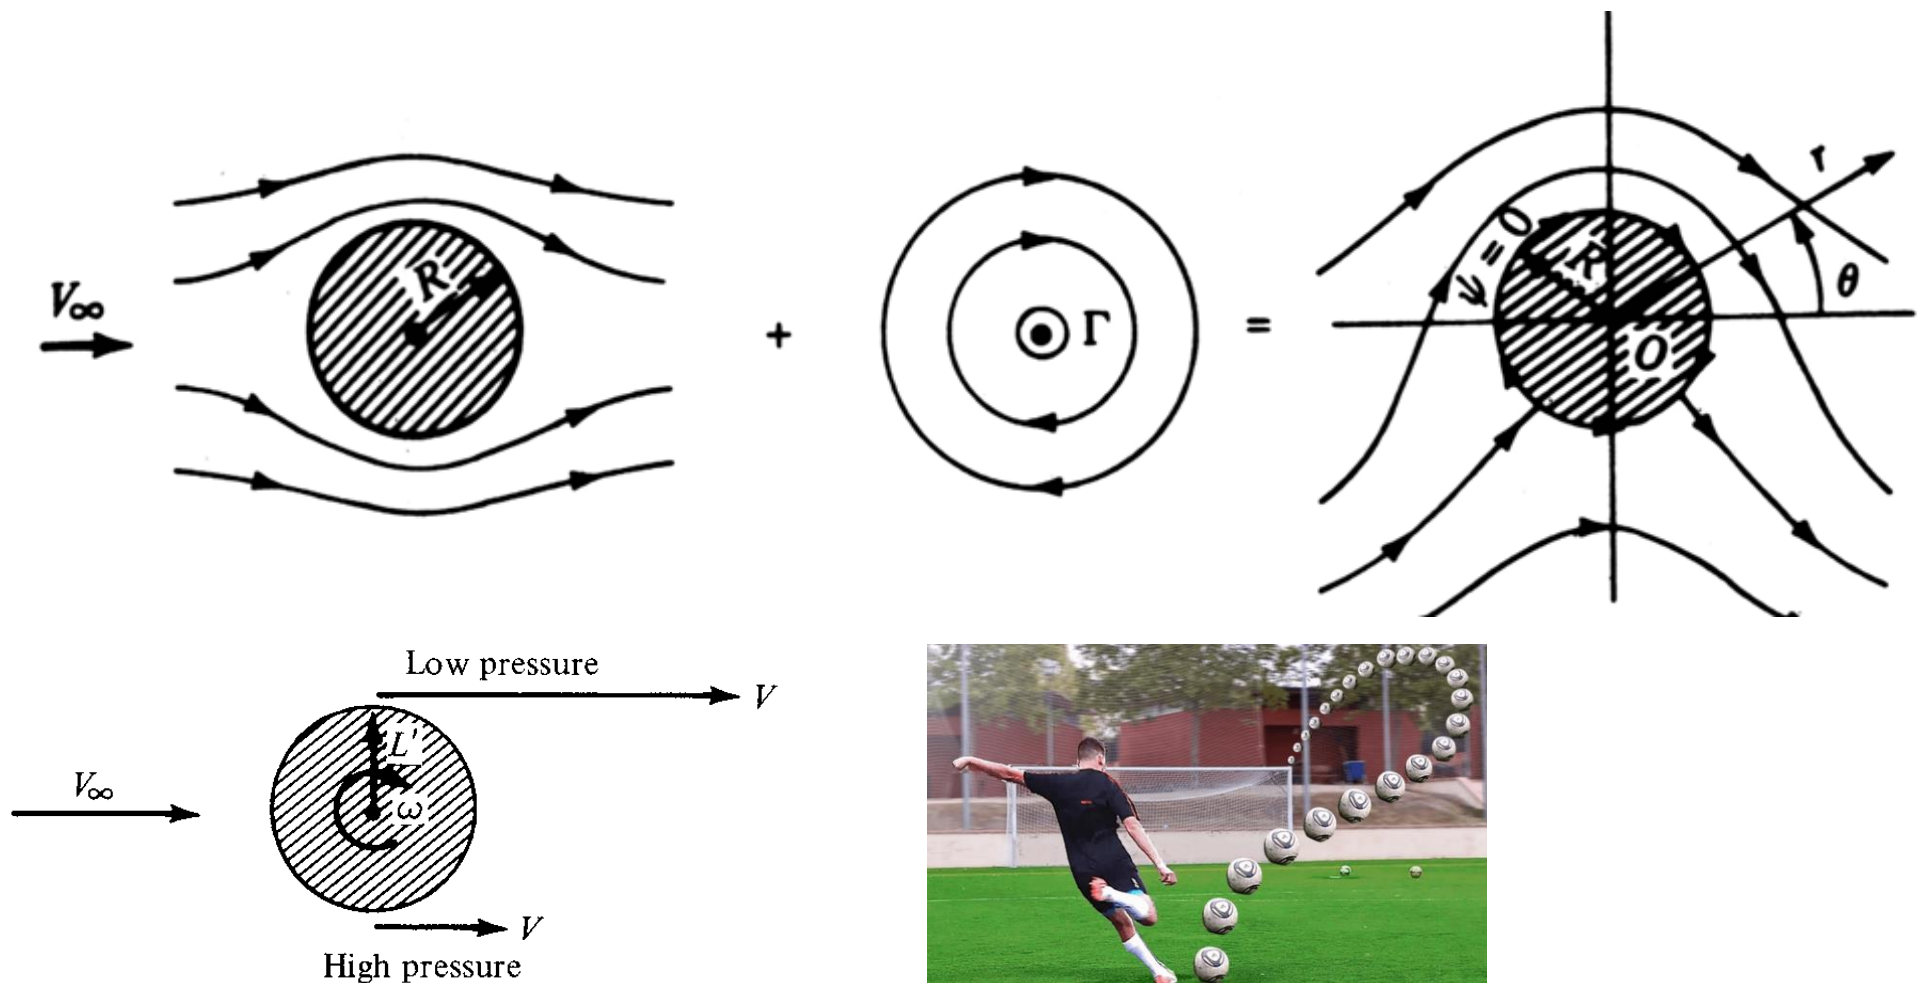 V∞
R
+
Γ
=
ψ = 0
R
O
r
θ
Low pressure
V
V∞
L'
ω
V
High pressure